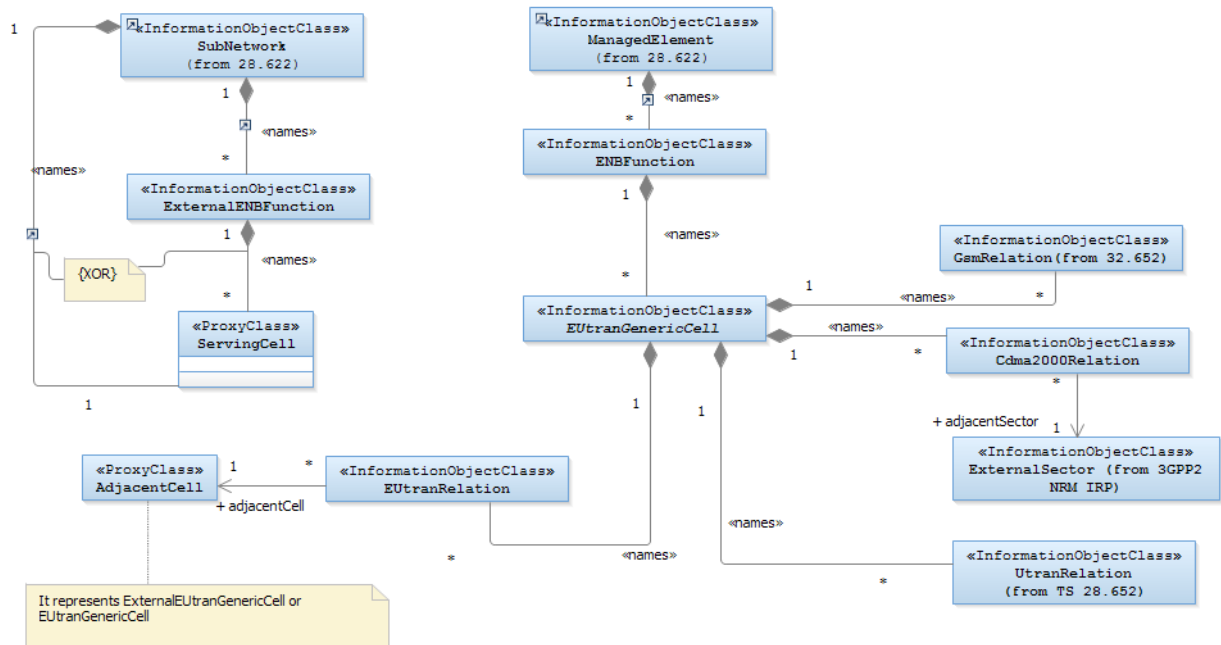 1
«InformationObjectClass»
SubNetwork
(from 28.622)
1
«names»
*
«names»
«InformationObjectClass»
ExternalENBFunction
1
«names»
{XOR}
*
«ProxyClass»
ServingCell
1
«InformationObjectClass»
ManagedElement
(from 28.622)
1
«names»
*
«InformationObjectClass»
ENBFunction
1
«names»
*
«InformationObjectClass»
EUtranGenericCell
1
«names»
*
«InformationObjectClass»
GsmRelation(from 32.652)
1
«names»
*
«InformationObjectClass»
Cdma2000Relation
*
+ adjacentSector
1
«InformationObjectClass»
ExternalSector (from 3GPP2
NRM IRP)
1
1
«ProxyClass»
AdjacentCell
1
*
+ adjacentCell
«InformationObjectClass»
EUtranRelation
*
«names»
«names»
*
«InformationObjectClass»
UtranRelation
(from TS 28.652)
It represents ExternalEUtranGenericCell or
EUtranGenericCell